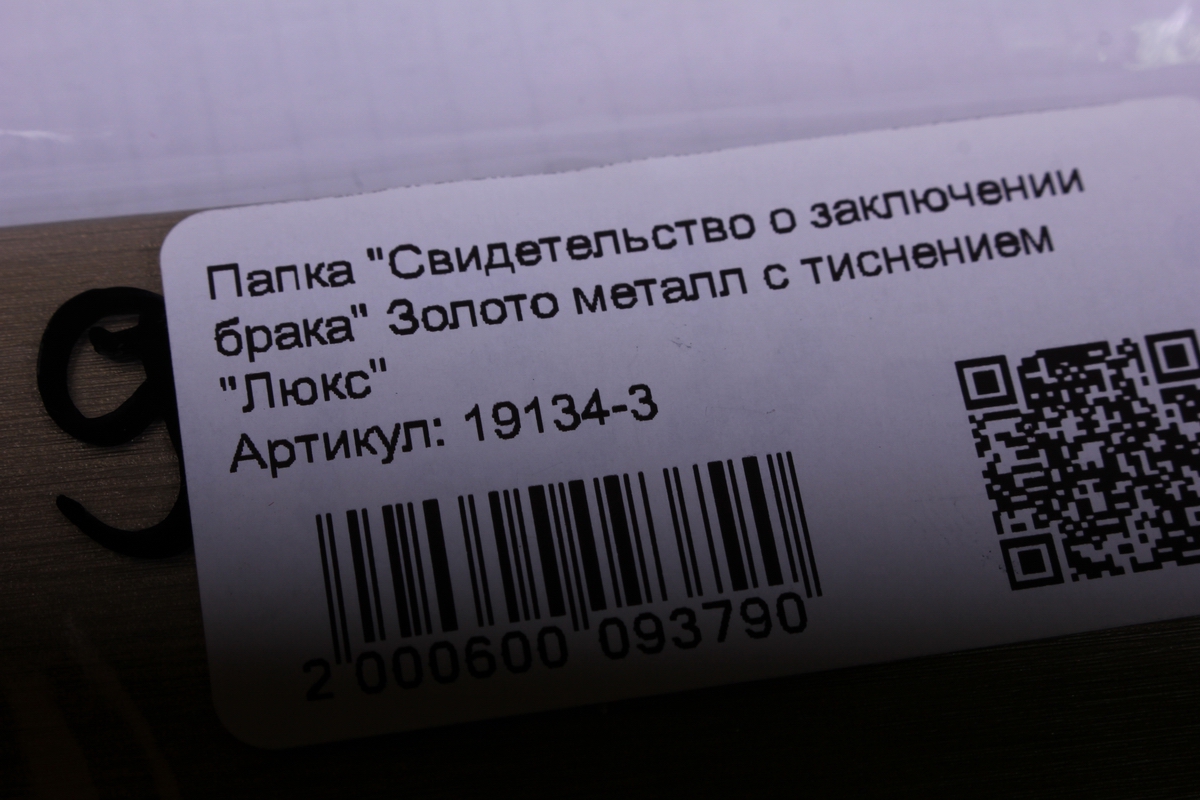 Папка "Свидетельство о заключении
брака" Золото металл с тиснением
"Люкс"
Артикул: 19134-3
2 000600 093790